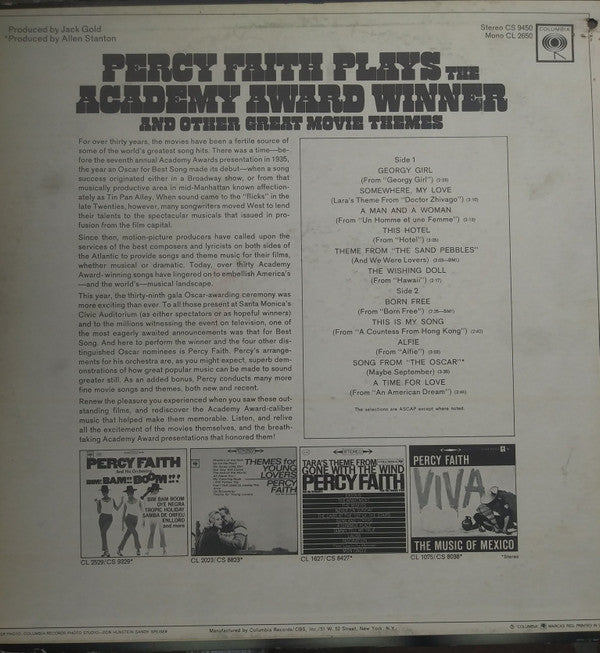 Produced by Jack Gold
*Produced by Allen Stanton
Stereo CS 9450
Mono CL 2650
COLUMBIA
PERCY FAITH PLAYS THE
ACADEMY AWARD WINNER
AND OTHER GREAT MOVIE THEMES
For over thirty years, the movies have been a fertile source of
some of the world's greatest song hits. There was a time—be-
fore the seventh annual Academy Awards presentation in 1935,
the year an Oscar for Best Song made its debut—when a song
success originated either in a Broadway show, or from that
musically productive area in mid-Manhattan known affection-
ately as Tin Pan Alley. When sound came to the "flicks" in the
late Twenties, however, many songwriters moved West to lend
their talents to the spectacular musicals that issued in pro-
fusion from the film capital.
Since then, motion-picture producers have called upon the
services of the best composers and lyricists on both sides of
the Atlantic to provide songs and theme music for their films,
whether musical or dramatic. Today, over thirty Academy
Award-winning songs have lingered on to embellish America's
—and the world's—musical landscape.
This year, the thirty-ninth gala Oscar-awarding ceremony was
more exciting than ever. To all those present at Santa Monica's
Civic Auditorium (as either spectators or as hopeful winners)
and to the millions witnessing the event on television, one of
the most eagerly awaited announcements was that for Best
Song. And here to perform the winner and the four other dis-
tinguished Oscar nominees is Percy Faith. Percy's arrange-
ments for his orchestra are, as you might expect, superb dem-
onstrations of how great popular music can be made to sound
greater still. As an added bonus, Percy conducts many more
fine movie songs and themes, both new and recent.
Renew the pleasure you experienced when you saw these out-
standing films, and rediscover the Academy Award-caliber
music that helped make them memorable. Listen, and relive
all the excitement of the movies themselves, and the breath-
taking Academy Award presentations that honored them!
Side 1
GEORGY GIRL
(From "Georgy Girl")
SOMEWHERE, MY LOVE
(Lara's Theme From "Doctor Zhivago")
A MAN AND A WOMAN
(From "Un Homme et une Femme")
THIS HOTEL
(From "Hotel")
THEME FROM "THE SAND PEBBLES"
(And We Were Lovers)
THE WISHING DOLL
(From "Hawaii")
Side 2
BORN FREE
(From "Born Free")
THIS IS MY SONG
(From "A Countess From Hong Kong")
ALFIE
(From "Alfie")
SONG FROM "THE OSCAR"*
(Maybe September)
A TIME FOR LOVE
(From "An American Dream")
The selections are ASCAP except where noted.
PERCY FAITH
And His Orchestra
BIM! BAM!! BOOM!!!
BIM BAM BOOM
OYE NEGRA
TROPIC HOLIDAY
SAMBA DE ORFEU
ENLLORO
and more
CL 2529/CS 9329*
THEMES for
YOUNG
LOVERS
PERCY
FAITH
CL 2023/CS 8823*
TARA'S THEME FROM
GONE WITH THE WIND
PERCY FAITH
CL 1627/CS 8427*
PERCY FAITH
VIVA
THE MUSIC OF MEXICO
CL 1075/CS 8038*
*Stereo
COLUMBIA RECORDS PHOTO STUDIO—DON HUNSTEIN
Manufactured by Columbia Records/CBS, Inc./51 W. 52 Street, New York, N.Y.